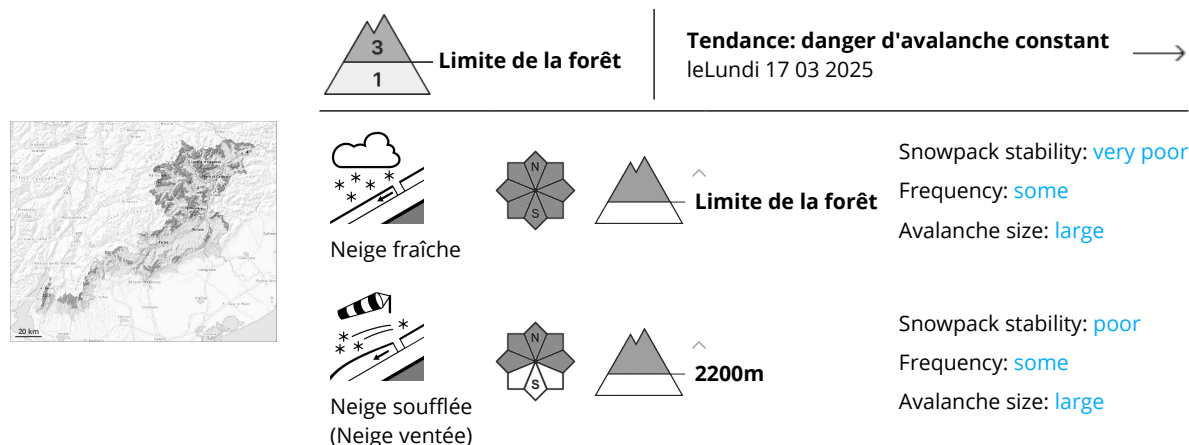 3
1
Limite de la forêt
Tendance: danger d'avalanche constant
leLundi 17 03 2025
20 km
N
S
Limite de la forêt
Neige fraîche
Snowpack stability: very poor
Frequency: some
Avalanche size: large
N
S
2200m
Neige soufflée
(Neige ventée)
Snowpack stability: poor
Frequency: some
Avalanche size: large